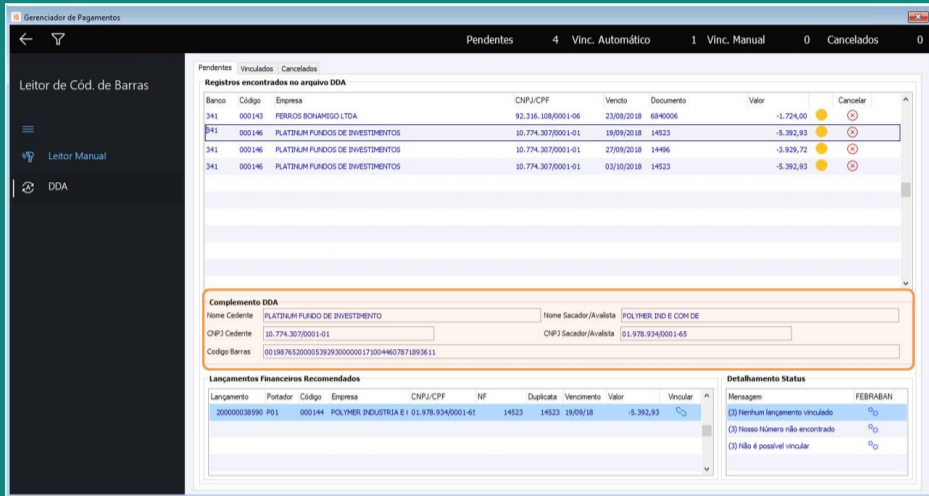 Gerenciador de Pagamentos
Pendentes 4 Vinc. Automático 1 Vinc. Manual 0 Cancelados 0
Leitor de Cód. de Barras
Leitor Manual
DDA
Pendentes Vinculados Cancelados
Registros encontrados no arquivo DDA
Banco Código Empresa CNPJ/CPF Vencto Documento Valor Cancelar
341 000143 FERROS BONAMIGO LTDA 92.316.108/0001-06 23/08/2018 6840006 -1.724,00
341 000146 PLATINUM FUNDOS DE INVESTIMENTOS 10.774.307/0001-01 19/09/2018 14523 -5.392,93
341 000146 PLATINUM FUNDOS DE INVESTIMENTOS 10.774.307/0001-01 27/09/2018 14496 -3.929,72
341 000146 PLATINUM FUNDOS DE INVESTIMENTOS 10.774.307/0001-01 03/10/2018 14523 -5.392,93
Complemento DDA
Nome Cedente PLATINUM FUNDO DE INVESTIMENTO Nome Sacador/Avalista POLYMER IND E COM DE
CNPJ Cedente 10.774.307/0001-01 CNPJ Sacador/Avalista 01.978.934/0001-65
Codigo Barras 00198765200005392930000001710044607871893611
Lançamentos Financeiros Recomendados
Lançamento Portador Código Empresa CNPJ/CPF NF Duplicata Vencimento Valor Vincular
200000038590 P01 000144 POLYMER INDUSTRIA E ( 01.978.934/0001-65 14523 14523 19/09/18 -5.392,93
Detalhamento Status
Mensagem FEBRABAN
(3) Nenhum lançamento vinculado
(3) Nosso Número não encontrado
(3) Não é possível vincular